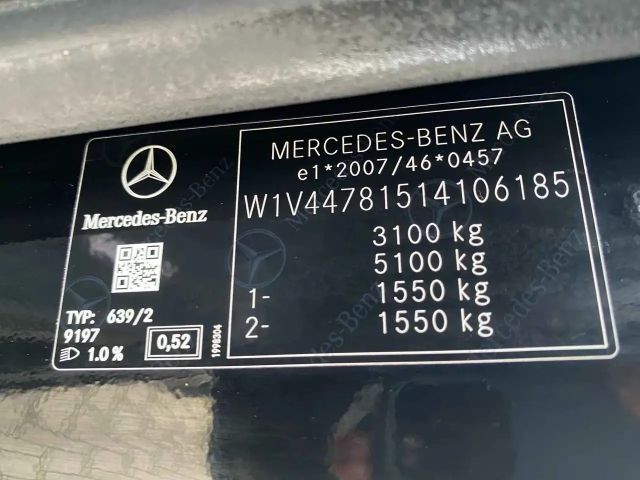 Mercedes-Benz
TYP: 639/2
9197
1.0%
0,52
1998304
MERCEDES-BENZ AG
e1*2007/46*0457
W1V44781514106185
3100 kg
5100 kg
1- 1550 kg
2- 1550 kg